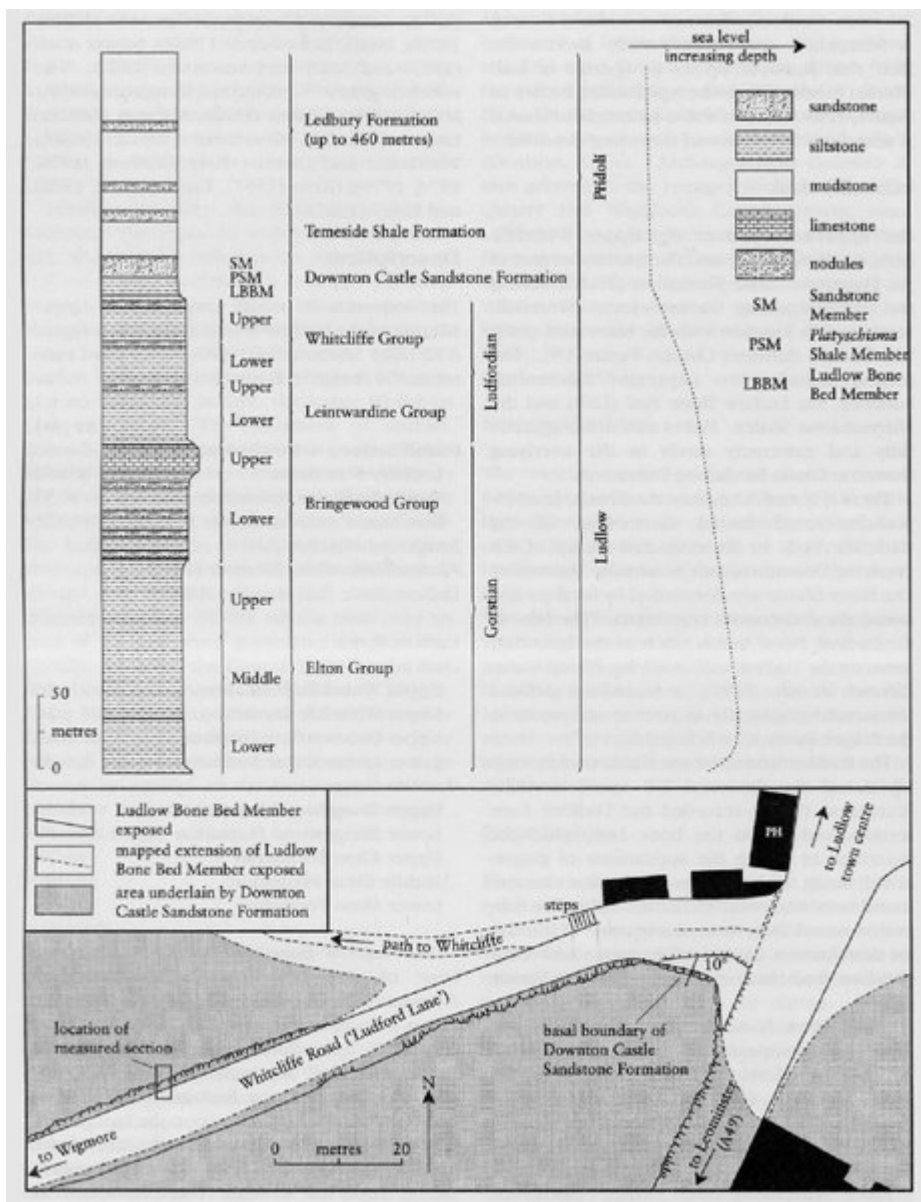 sea level
increasing depth
sandstone
siltstone
mudstone
limestone
nodules
SM
Sandstone
Member
PSM
Platyschisma
Shale Member
LBBM
Ludlow Bone
Bed Member
Ledbury Formation
(up to 460 metres)
Přídolí
Temeside Shale Formation
SM
PSM
LBBM
Downton Castle Sandstone Formation
Upper
Lower
Whitcliffe Group
Upper
Lower
Leintwardine Group
Ludfordian
Upper
Lower
Bringewood Group
Ludlow
Upper
Middle
Lower
Elton Group
Gorstian
50
metres
0
Ludlow Bone Bed Member
exposed
mapped extension of Ludlow
Bone Bed Member exposed
area underlain by Downton
Castle Sandstone Formation
PH
to Ludlow
town centre
steps
path to Whitcliffe
10°
location of
measured section
Whitcliffe Road ('Ludford Lane')
basal boundary of
Downton Castle
Sandstone Formation
to Wigmore
0 metres 20
N
to Leominster
(A49)